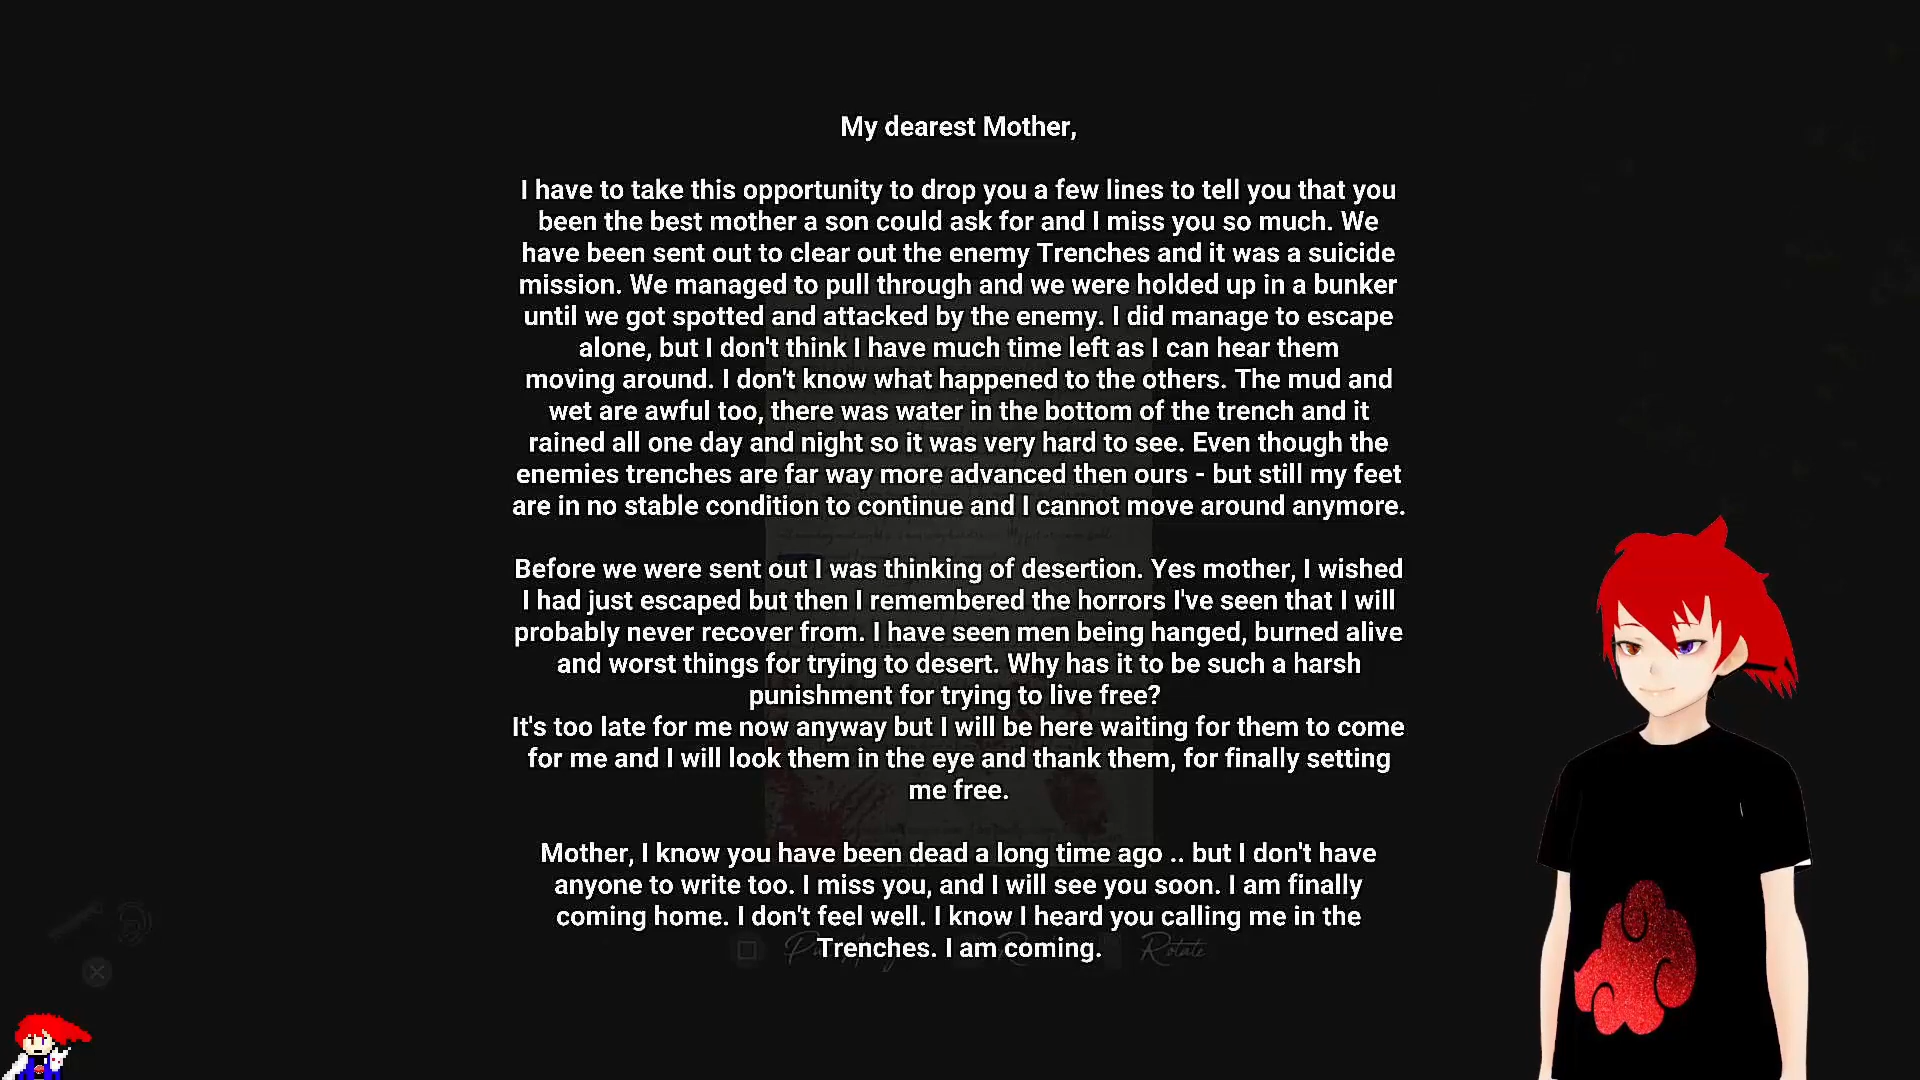 My dearest Mother,
I have to take this opportunity to drop you a few lines to tell you that you
been the best mother a son could ask for and I miss you so much. We
have been sent out to clear out the enemy Trenches and it was a suicide
mission. We managed to pull through and we were holded up in a bunker
until we got spotted and attacked by the enemy. I did manage to escape
alone, but I don't think I have much time left as I can hear them
moving around. I don't know what happened to the others. The mud and
wet are awful too, there was water in the bottom of the trench and it
rained all one day and night so it was very hard to see. Even though the
enemies trenches are far way more advanced then ours - but still my feet
are in no stable condition to continue and I cannot move around anymore.
Before we were sent out I was thinking of desertion. Yes mother, I wished
I had just escaped but then I remembered the horrors I've seen that I will
probably never recover from. I have seen men being hanged, burned alive
and worst things for trying to desert. Why has it to be such a harsh
punishment for trying to live free?
It's too late for me now anyway but I will be here waiting for them to come
for me and I will look them in the eye and thank them, for finally setting
me free.
Mother, I know you have been dead a long time ago .. but I don't have
anyone to write too. I miss you, and I will see you soon. I am finally
coming home. I don't feel well. I know I heard you calling me in the
Trenches. I am coming.
Rotate